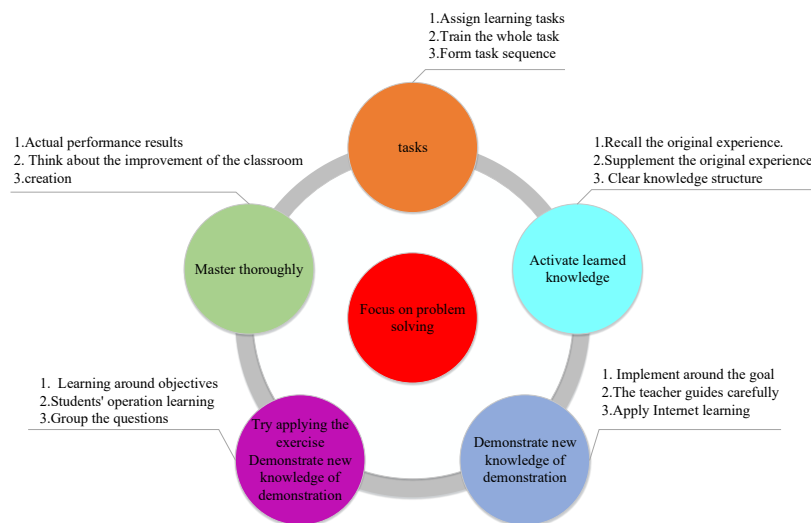 1.Assign learning tasks
2.Train the whole task
3.Form task sequence
tasks
1.Actual performance results
2. Think about the improvement of the classroom
3.creation
1.Recall the original experience.
2.Supplement the original experience
3. Clear knowledge structure
Master thoroughly
Activate learned
knowledge
Focus on problem
solving
1. Learning around objectives
2.Students' operation learning
3.Group the questions
1. Implement around the goal
2.The teacher guides carefully
3.Apply Internet learning
Try applying the
exercise
Demonstrate new
knowledge of
demonstration
Demonstrate new
knowledge of
demonstration